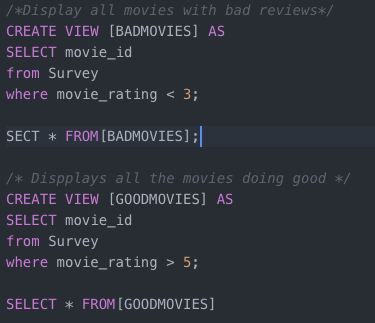 /*Display all movies with bad reviews*/
CREATE VIEW [BADMOVIES] AS
SELECT movie_id
from Survey
where movie_rating < 3;
SECT * FROM[BADMOVIES];
/* Dispplays all the movies doing good */
CREATE VIEW [GOODMOVIES] AS
SELECT movie_id
from Survey
where movie_rating > 5;
SELECT * FROM[GOODMOVIES]